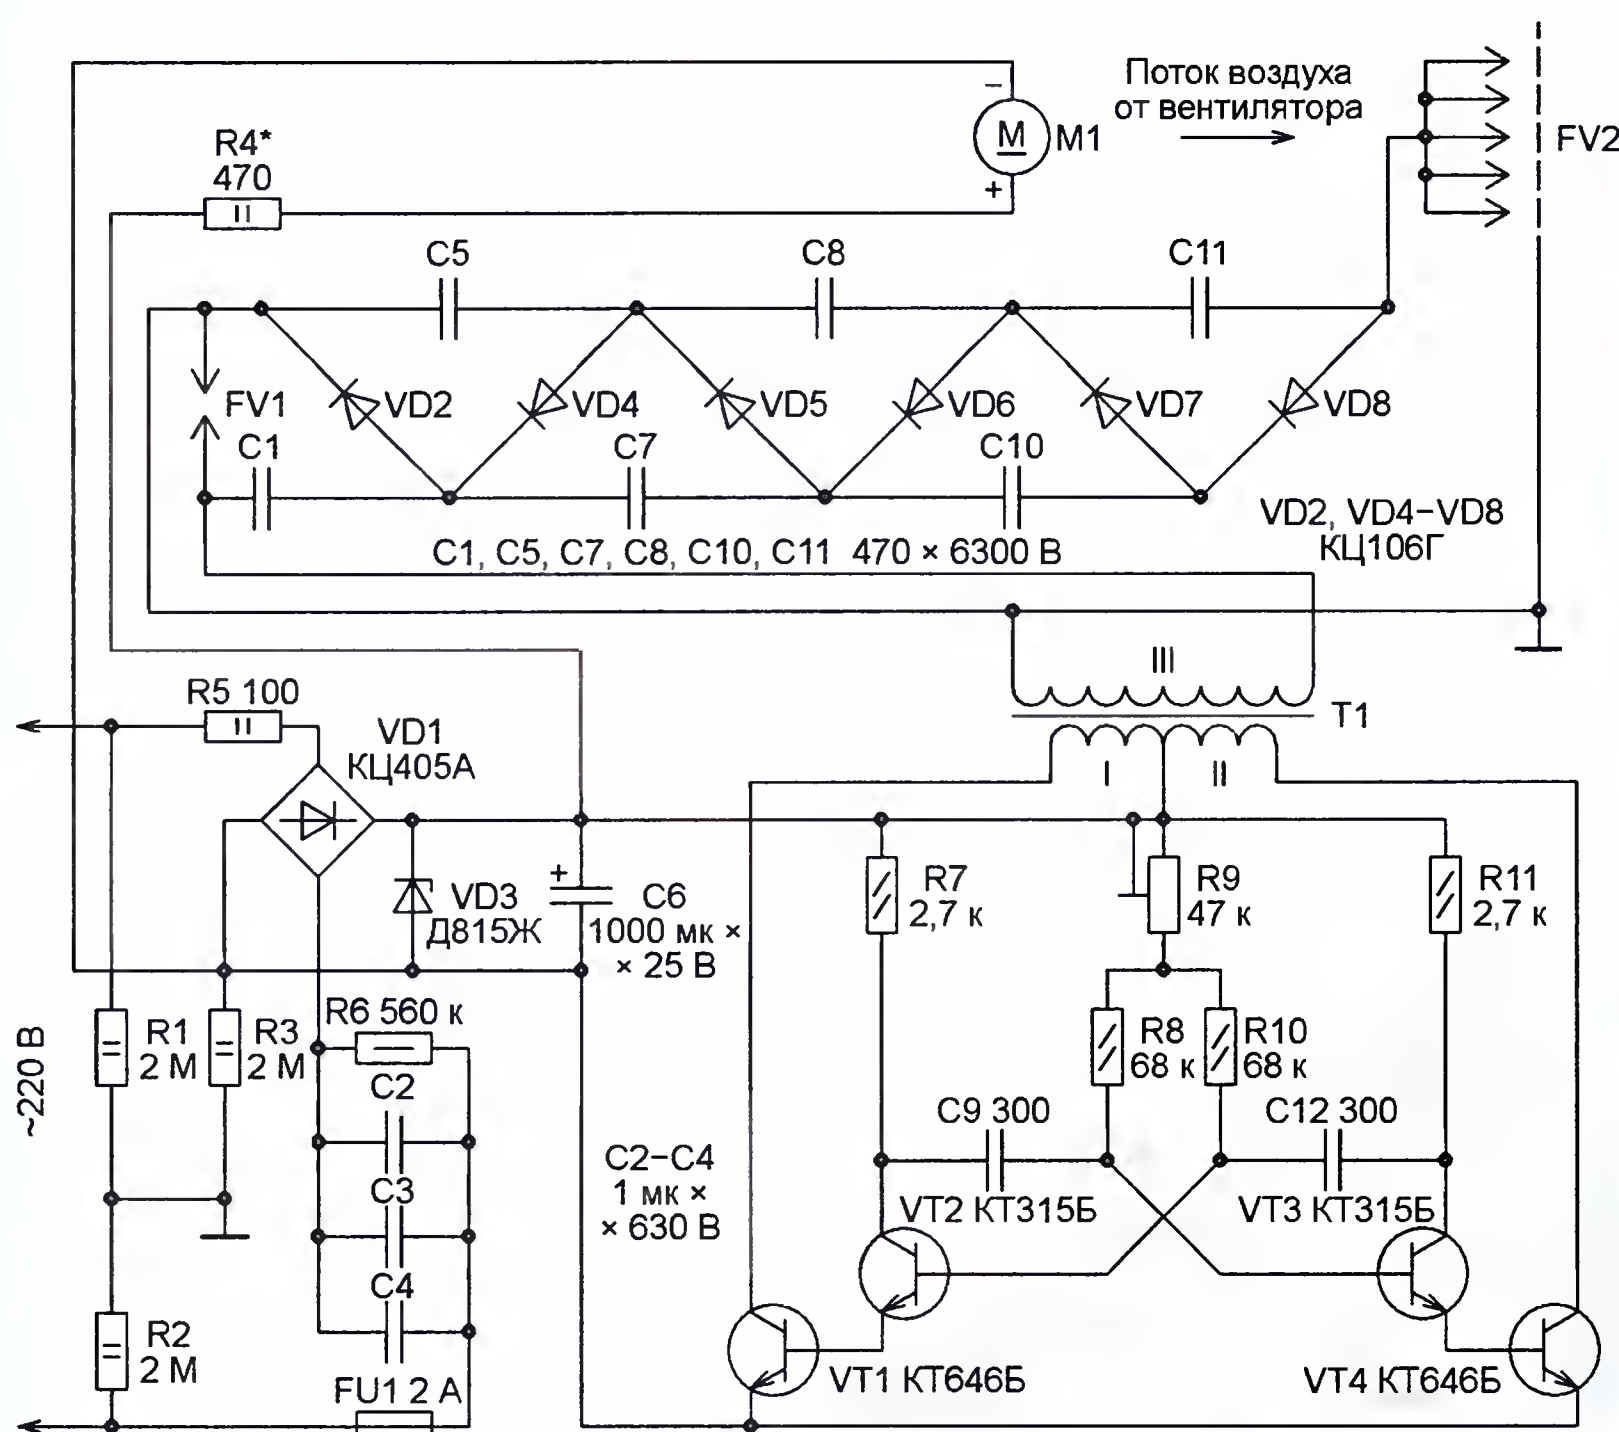 Поток воздуха
от вентилятора
–
M
M1
+
FV2
R4*
470
C5
C8
C11
FV1
VD2
VD4
VD5
VD6
VD7
VD8
C1
C7
C10
VD2, VD4–VD8
КЦ106Г
C1, C5, C7, C8, C10, C11 470 × 6300 В
III
T1
I
II
R5 100
VD1
КЦ405А
VD3
Д815Ж
+
C6
1000 мк ×
× 25 В
R7
2,7 к
R9
47 к
R11
2,7 к
~220 В
R1
2 М
R3
2 М
R6 560 к
C2
C3
C4
C2–C4
1 мк ×
× 630 В
R8
68 к
R10
68 к
C9 300
C12 300
VT2 КТ315Б
VT3 КТ315Б
R2
2 М
FU1 2 А
VT1 КТ646Б
VT4 КТ646Б